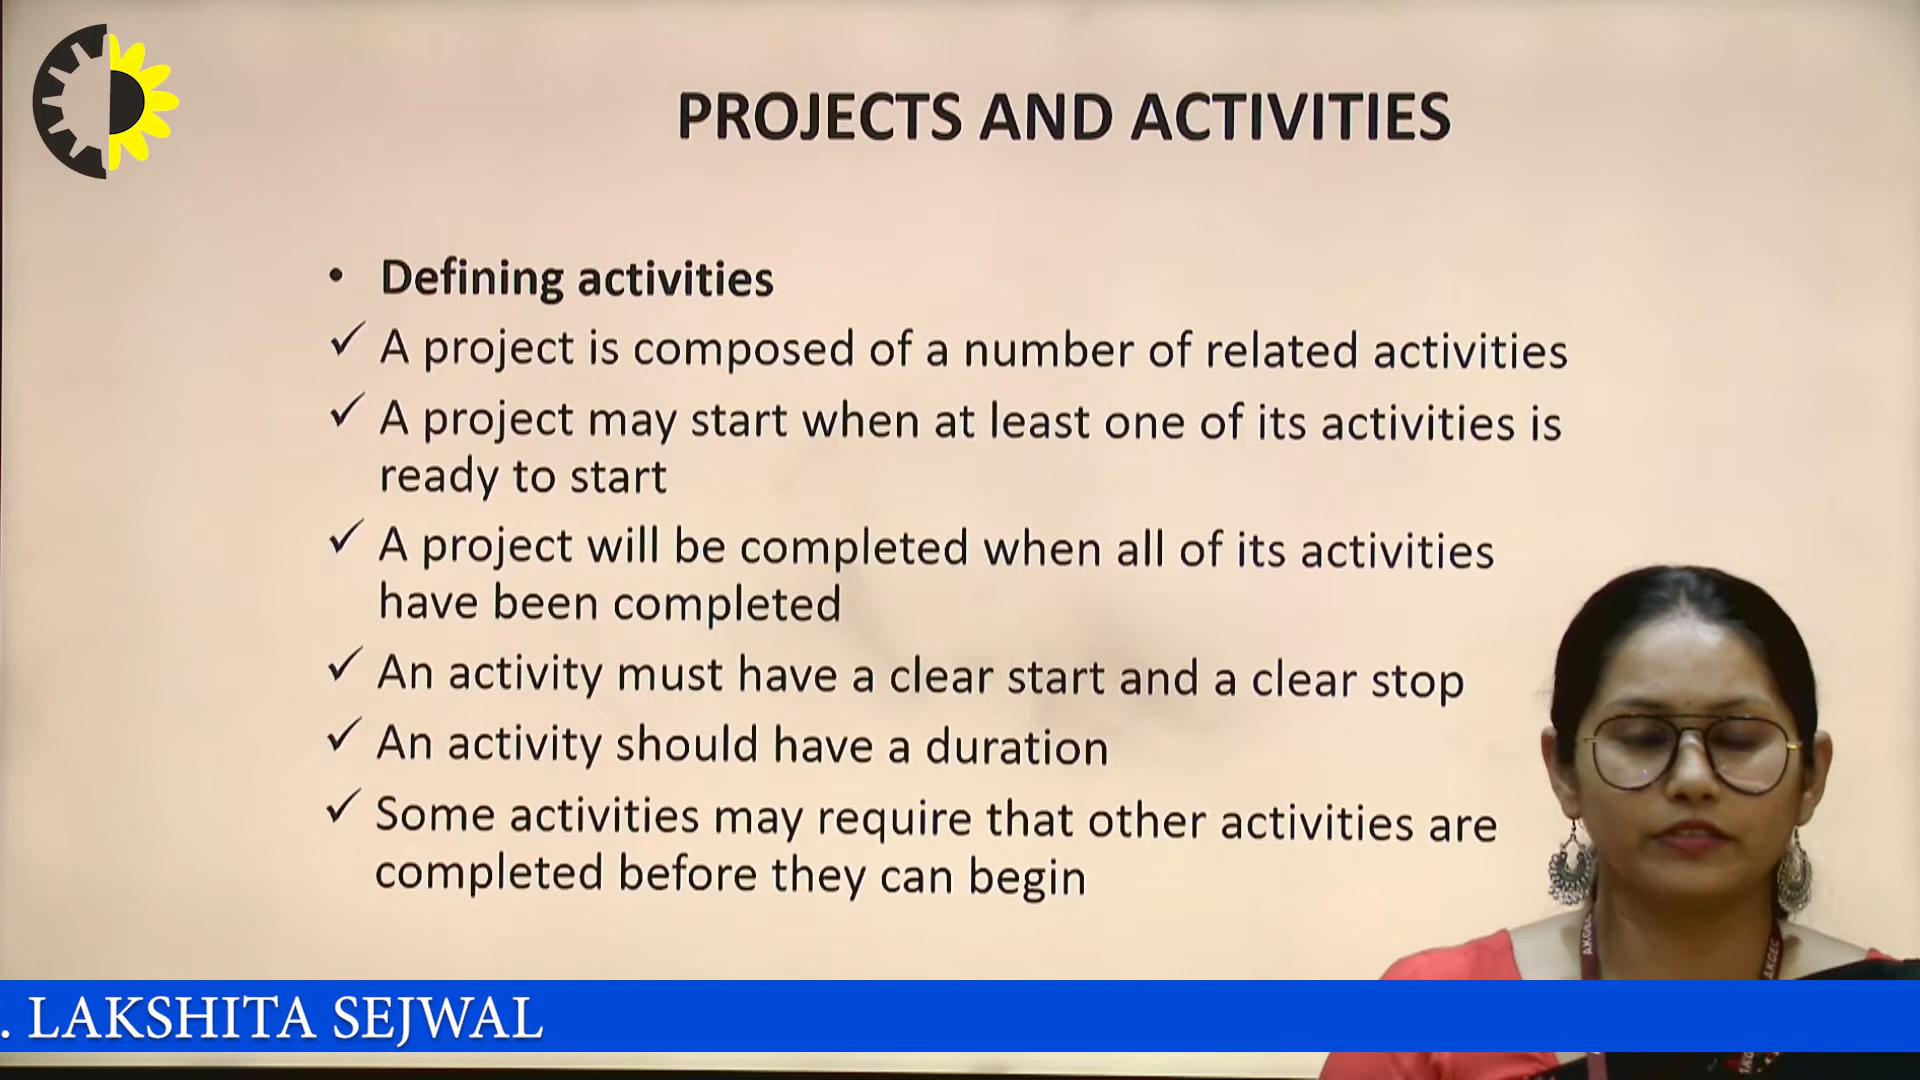 PROJECTS AND ACTIVITIES
• Defining activities
✓ A project is composed of a number of related activities
✓ A project may start when at least one of its activities is
ready to start
✓ A project will be completed when all of its activities
have been completed
✓ An activity must have a clear start and a clear stop
✓ An activity should have a duration
✓ Some activities may require that other activities are
completed before they can begin
AKGEC
. LAKSHITA SEJWAL